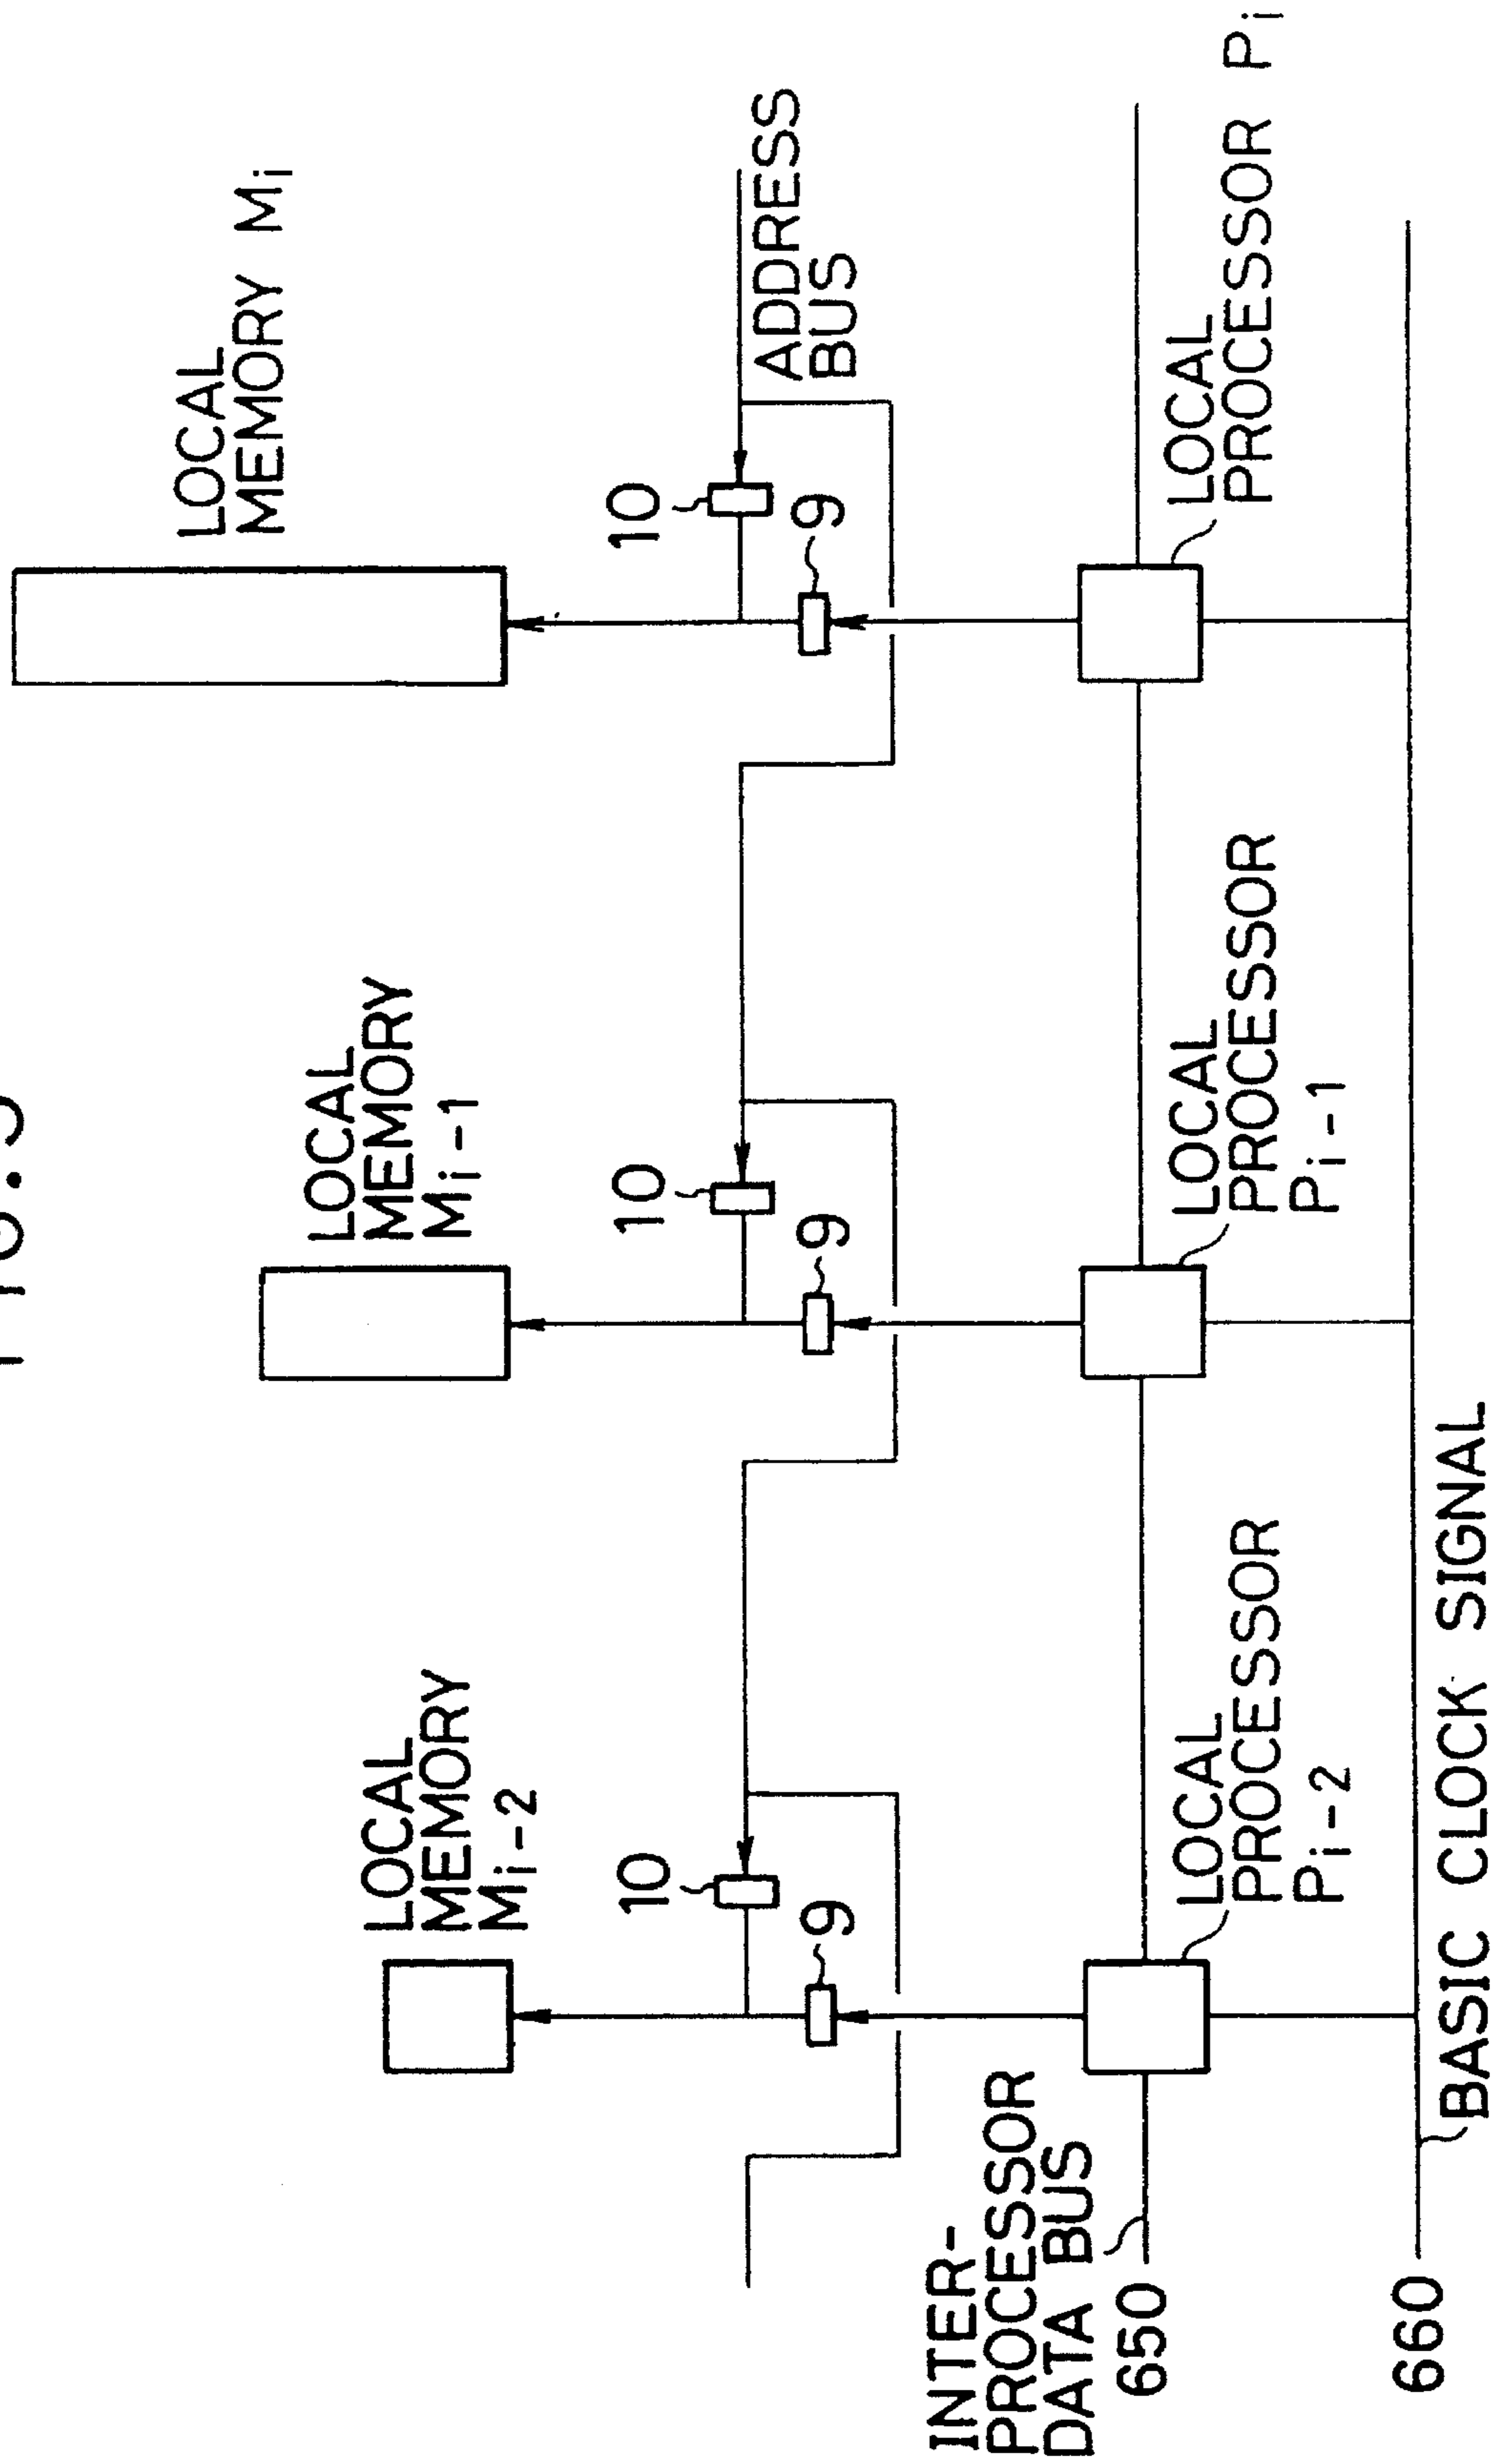 LOCAL
MEMORY
Mi-2
LOCAL
MEMORY
Mi-1
LOCAL
MEMORY Mi
10
10
10
9
9
9
ADDRESS
BUS
INTER-
PROCESSOR
DATA BUS
650
LOCAL
PROCESSOR
Pi-2
LOCAL
PROCESSOR
Pi-1
LOCAL
PROCESSOR Pi
660
BASIC CLOCK SIGNAL